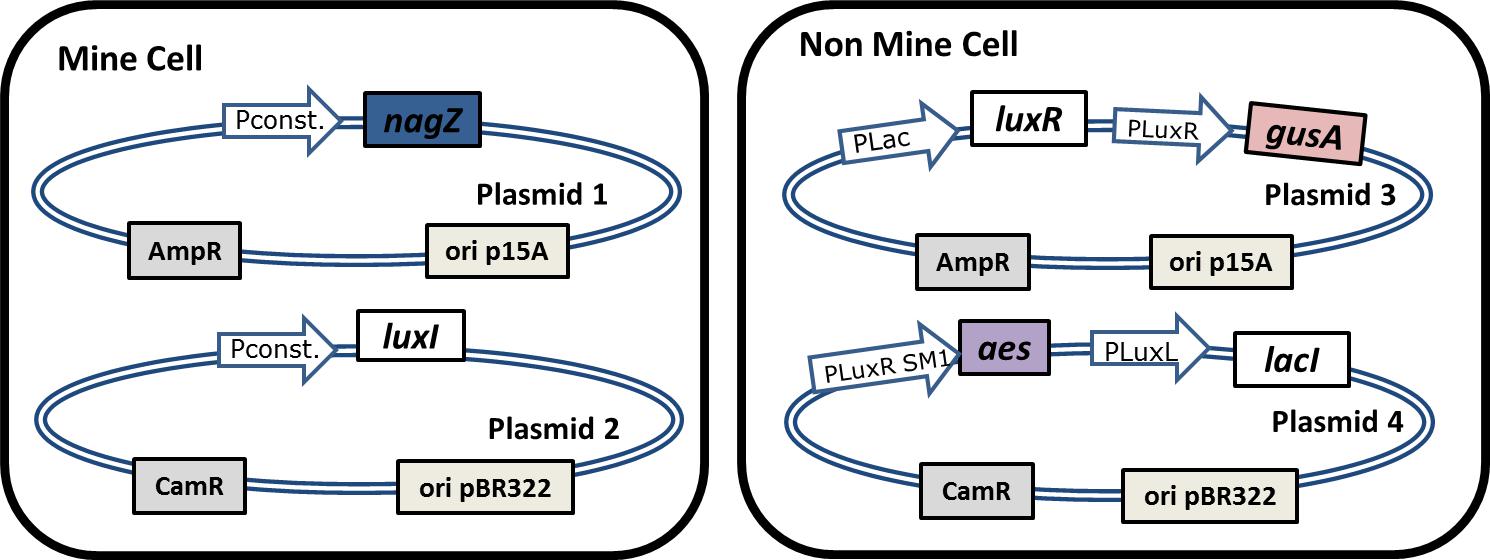 Mine Cell
Pconst.
nagZ
Plasmid 1
AmpR
ori p15A
Pconst.
luxI
Plasmid 2
CamR
ori pBR322
Non Mine Cell
PLac
luxR
PLuxR
gusA
Plasmid 3
AmpR
ori p15A
PLuxR SM1
aes
PLuxL
lacI
Plasmid 4
CamR
ori pBR322